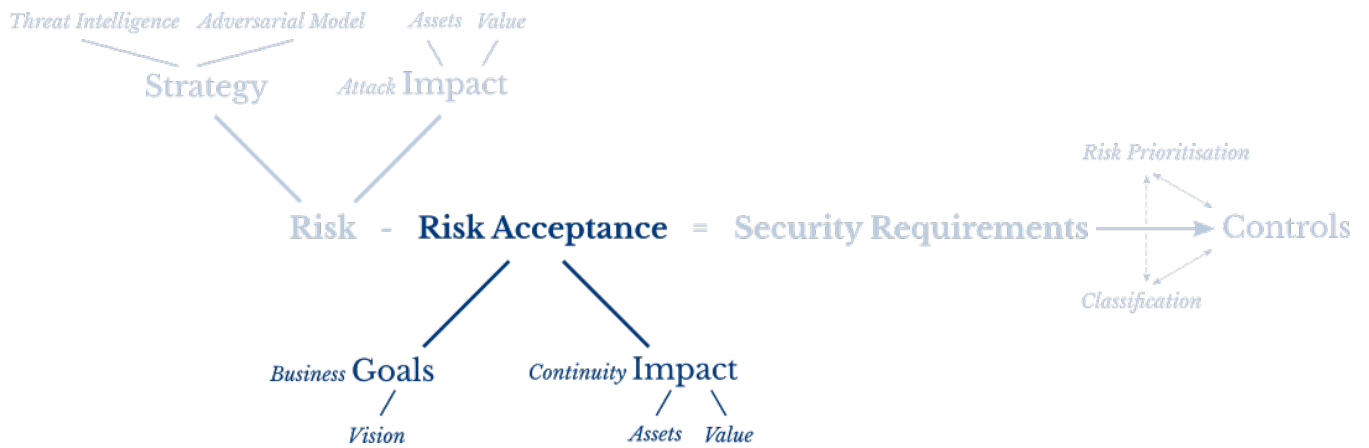 Threat Intelligence Adversarial Model Assets Value
Strategy Attack Impact
Risk Prioritisation
Risk - Risk Acceptance = Security Requirements Controls
Classification
Business Goals Continuity Impact
Vision Assets Value